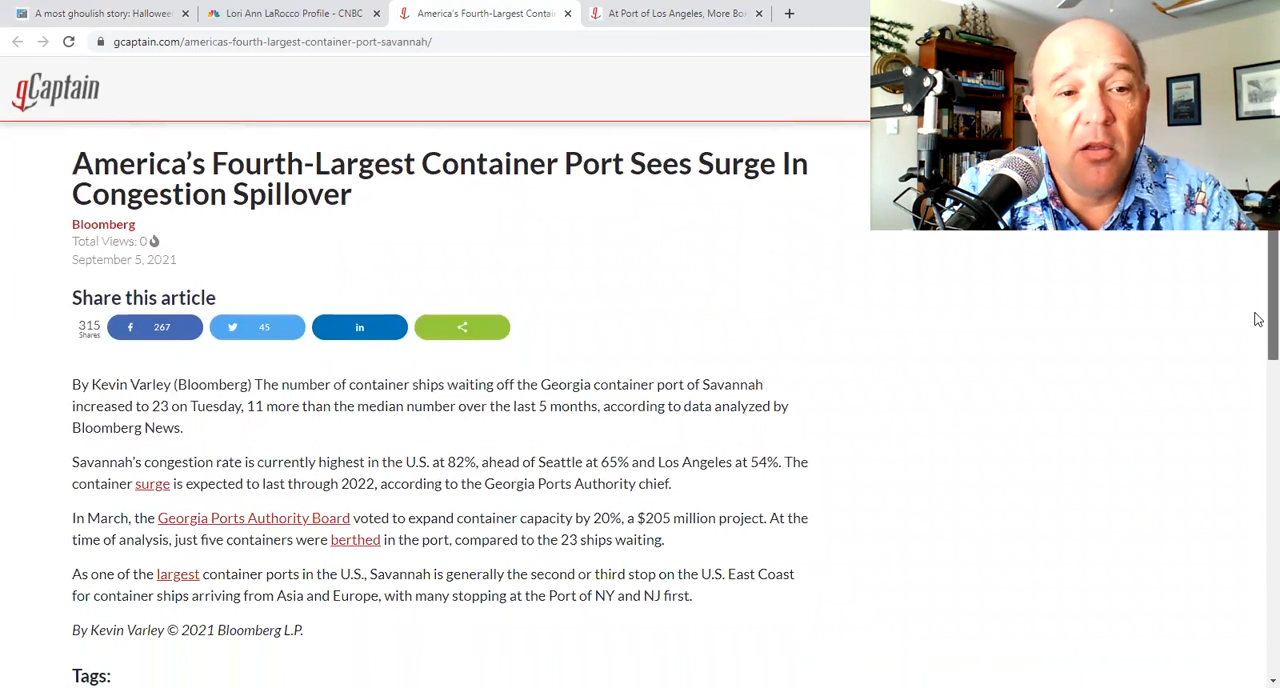 A most ghoulish story: Hallowee
Lori Ann LaRocco Profile - CNBC
America's Fourth-Largest Contai
At Port of Los Angeles, More Bo
gcaptain.com/americas-fourth-largest-container-port-savannah/
gCaptain
America's Fourth-Largest Container Port Sees Surge In
Congestion Spillover
Bloomberg
Total Views: 0
September 5, 2021
Share this article
315
Shares
267
45
By Kevin Varley (Bloomberg) The number of container ships waiting off the Georgia container port of Savannah
increased to 23 on Tuesday, 11 more than the median number over the last 5 months, according to data analyzed by
Bloomberg News.
Savannah's congestion rate is currently highest in the U.S. at 82%, ahead of Seattle at 65% and Los Angeles at 54%. The
container surge is expected to last through 2022, according to the Georgia Ports Authority chief.
In March, the Georgia Ports Authority Board voted to expand container capacity by 20%, a $205 million project. At the
time of analysis, just five containers were berthed in the port, compared to the 23 ships waiting.
As one of the largest container ports in the U.S., Savannah is generally the second or third stop on the U.S. East Coast
for container ships arriving from Asia and Europe, with many stopping at the Port of NY and NJ first.
By Kevin Varley © 2021 Bloomberg L.P.
Tags: